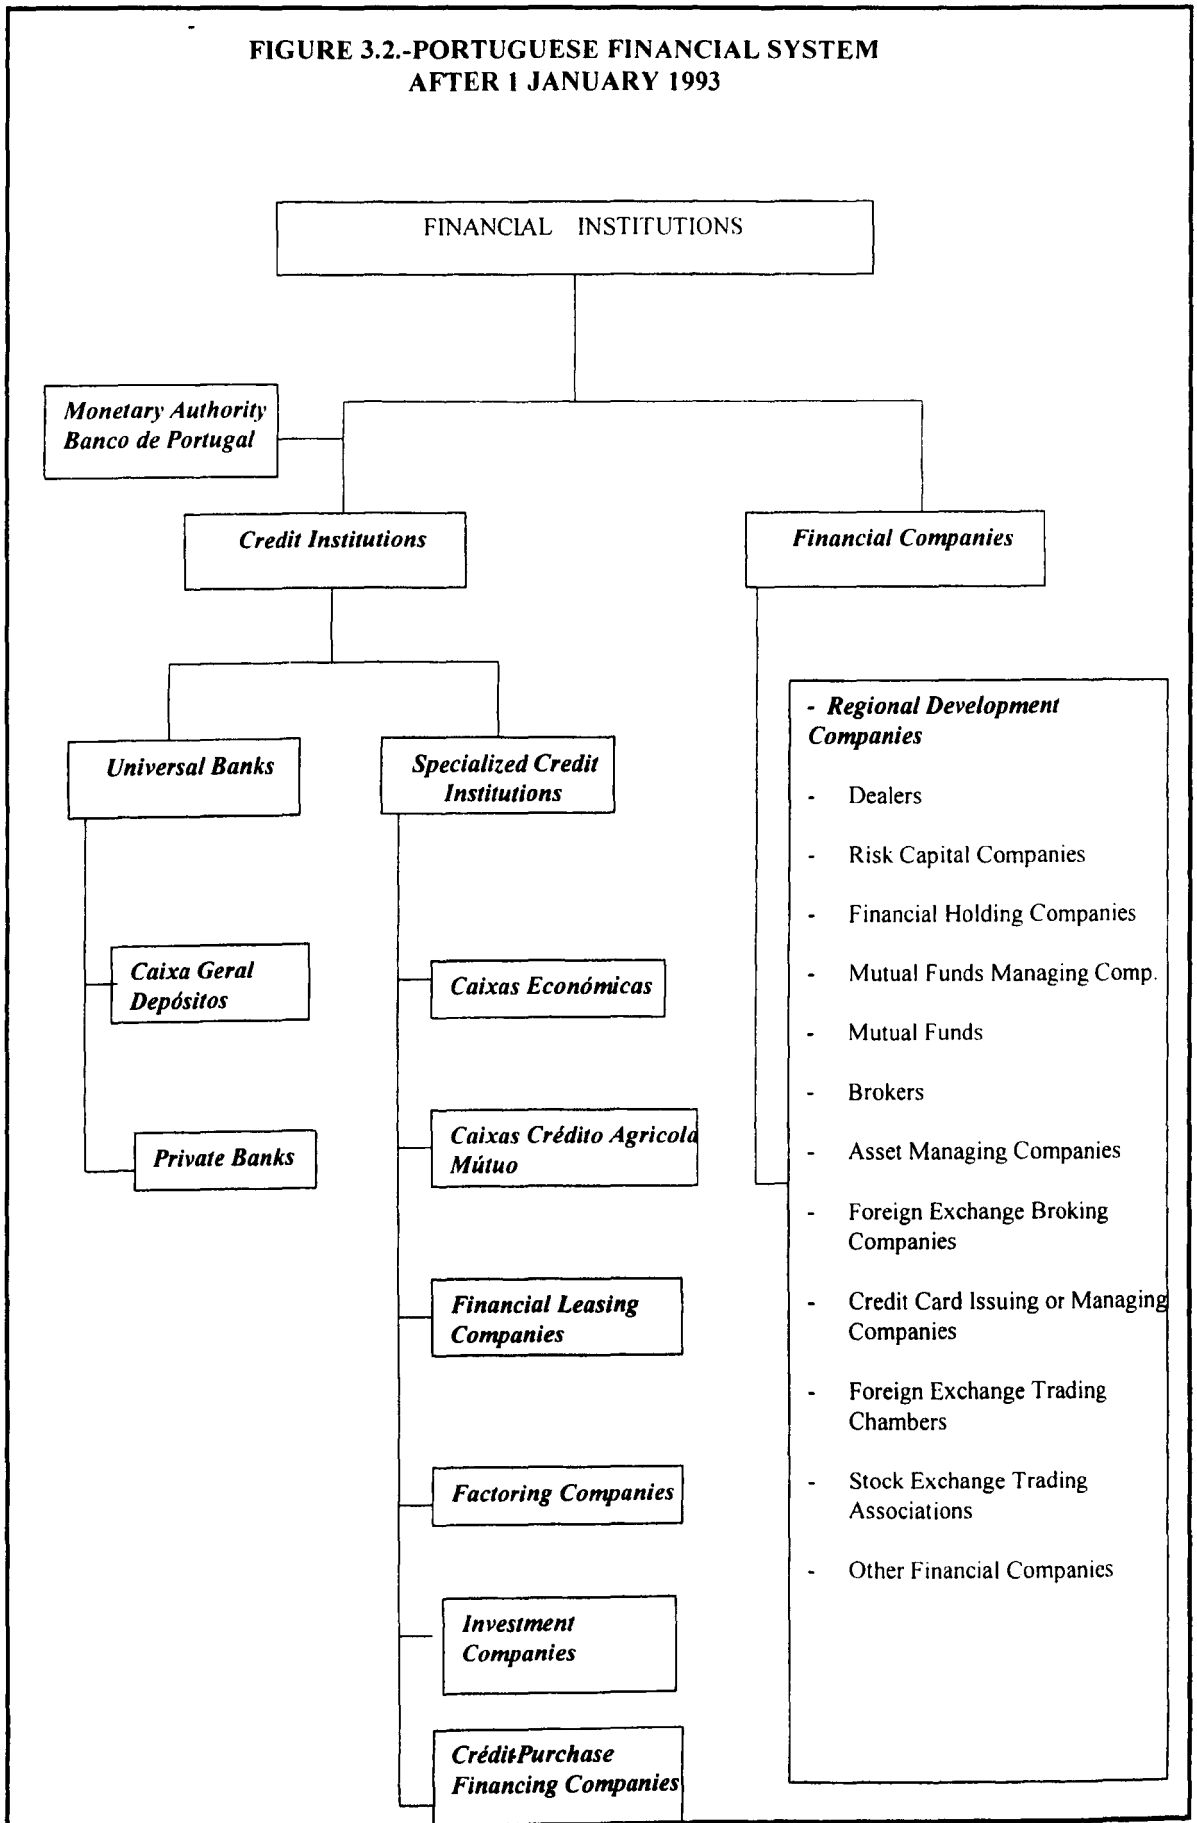 FIGURE 3.2.-PORTUGUESE FINANCIAL SYSTEM
AFTER 1 JANUARY 1993
FINANCIAL INSTITUTIONS
Monetary Authority
Banco de Portugal
Credit Institutions
Financial Companies
Universal Banks
Specialized Credit
Institutions
Caixa Geral
Depósitos
Private Banks
Caixas Económicas
Caixas Crédito Agricola
Mútuo
Financial Leasing
Companies
Factoring Companies
Investment
Companies
Crédit-Purchase
Financing Companies
- Regional Development
Companies
- Dealers
- Risk Capital Companies
- Financial Holding Companies
- Mutual Funds Managing Comp.
- Mutual Funds
- Brokers
- Asset Managing Companies
- Foreign Exchange Broking
Companies
- Credit Card Issuing or Managing
Companies
- Foreign Exchange Trading
Chambers
- Stock Exchange Trading
Associations
- Other Financial Companies